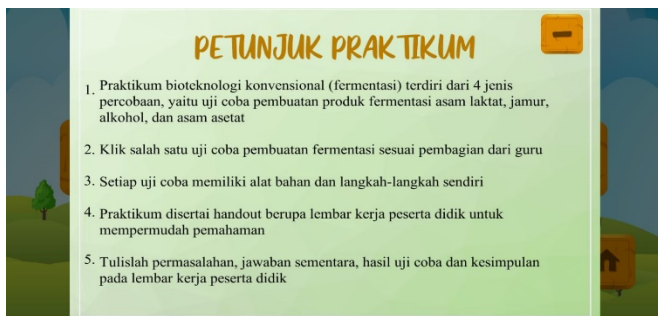 PETUNJUK PRAKTIKUM
1. Praktikum bioteknologi konvensional (fermentasi) terdiri dari 4 jenis
percobaan, yaitu uji coba pembuatan produk fermentasi asam laktat, jamur,
alkohol, dan asam asetat
2. Klik salah satu uji coba pembuatan fermentasi sesuai pembagian dari guru
3. Setiap uji coba memiliki alat bahan dan langkah-langkah sendiri
4. Praktikum disertai handout berupa lembar kerja peserta didik untuk
mempermudah pemahaman
5. Tulislah permasalahan, jawaban sementara, hasil uji coba dan kesimpulan
pada lembar kerja peserta didik